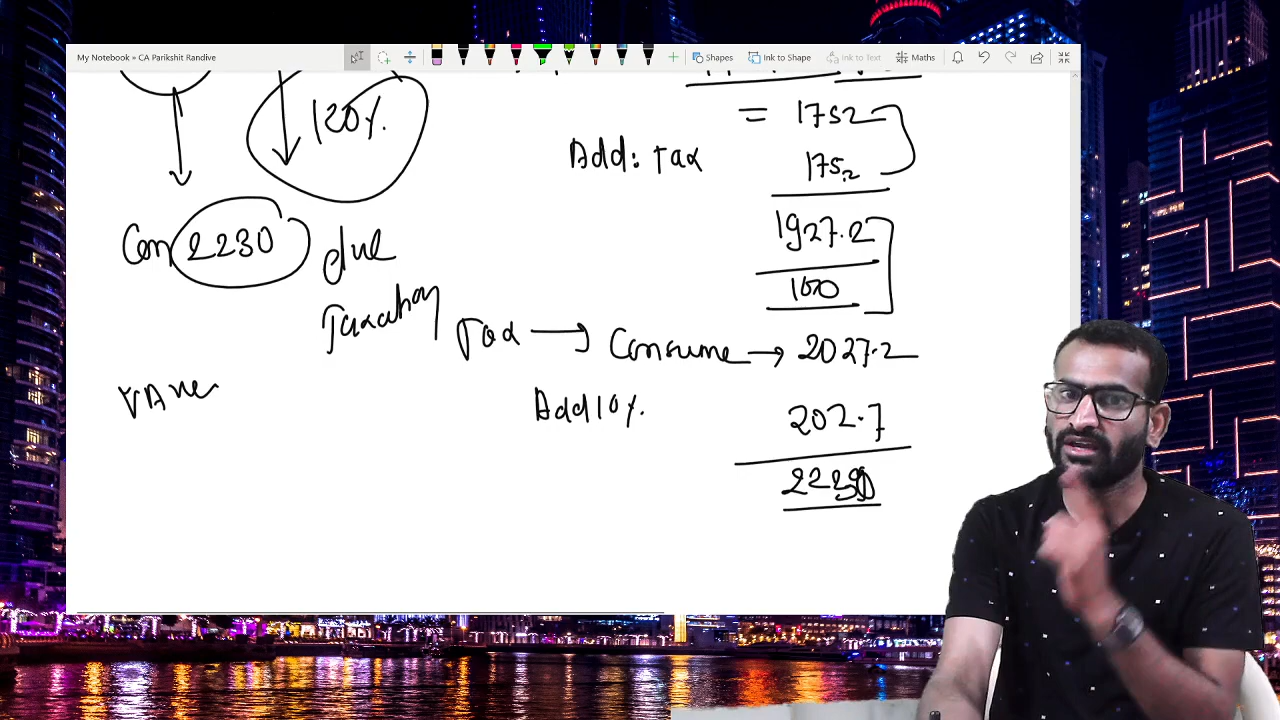 My Notebook » CA Parikshit Randive
Shapes
Ink to Shape
Ink to Text
Maths
120%.
= 1752
Add: Tax 175.2
1927.2
100
Con 2230 due
Taxation
Tax → Consume → 2027.2
Add 10%. 202.7
2230